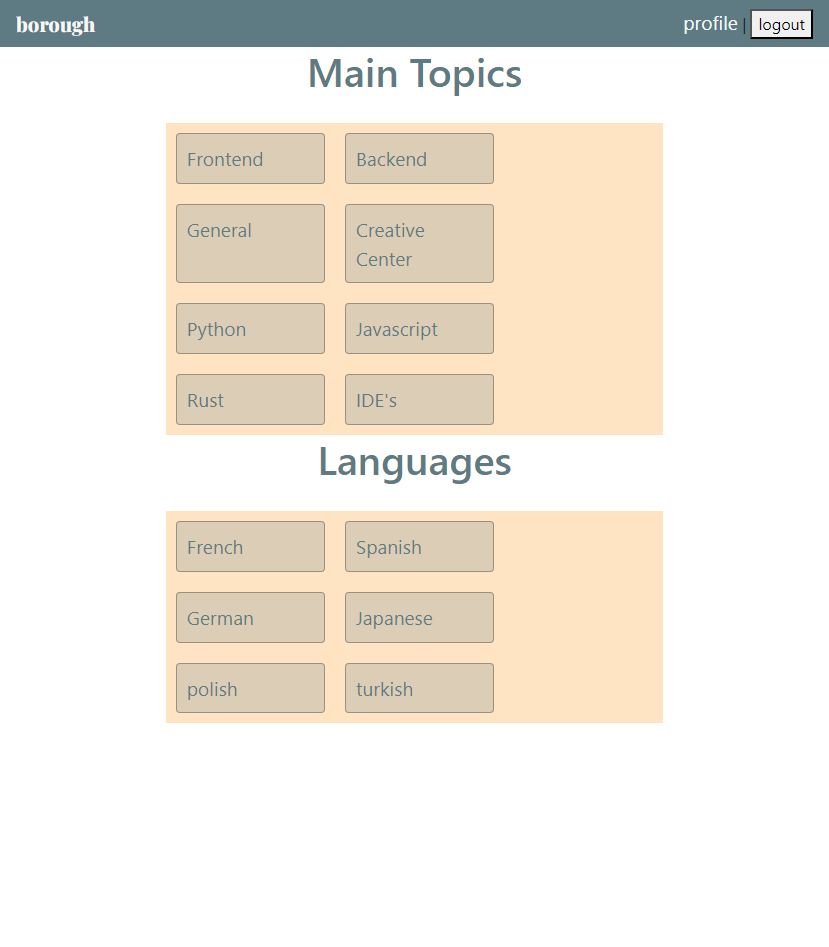 borough
profile | logout
Main Topics
Frontend
Backend
General
Creative
Center
Python
Javascript
Rust
IDE's
Languages
French
Spanish
German
Japanese
polish
turkish